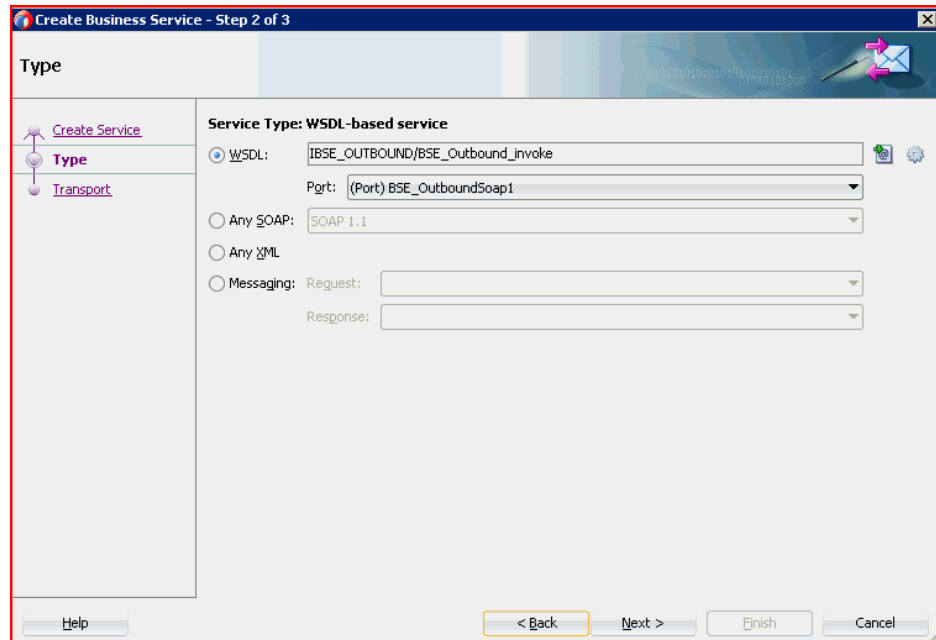 Create Business Service - Step 2 of 3
Type
Create Service
Type
Transport
Service Type: WSDL-based service
WSDL: IBSE_OUTBOUND/BSE_Outbound_invoke
Port: (Port) BSE_OutboundSoap1
Any SOAP: SOAP 1.1
Any XML
Messaging: Request:
Response:
Help < Back Next > Finish Cancel